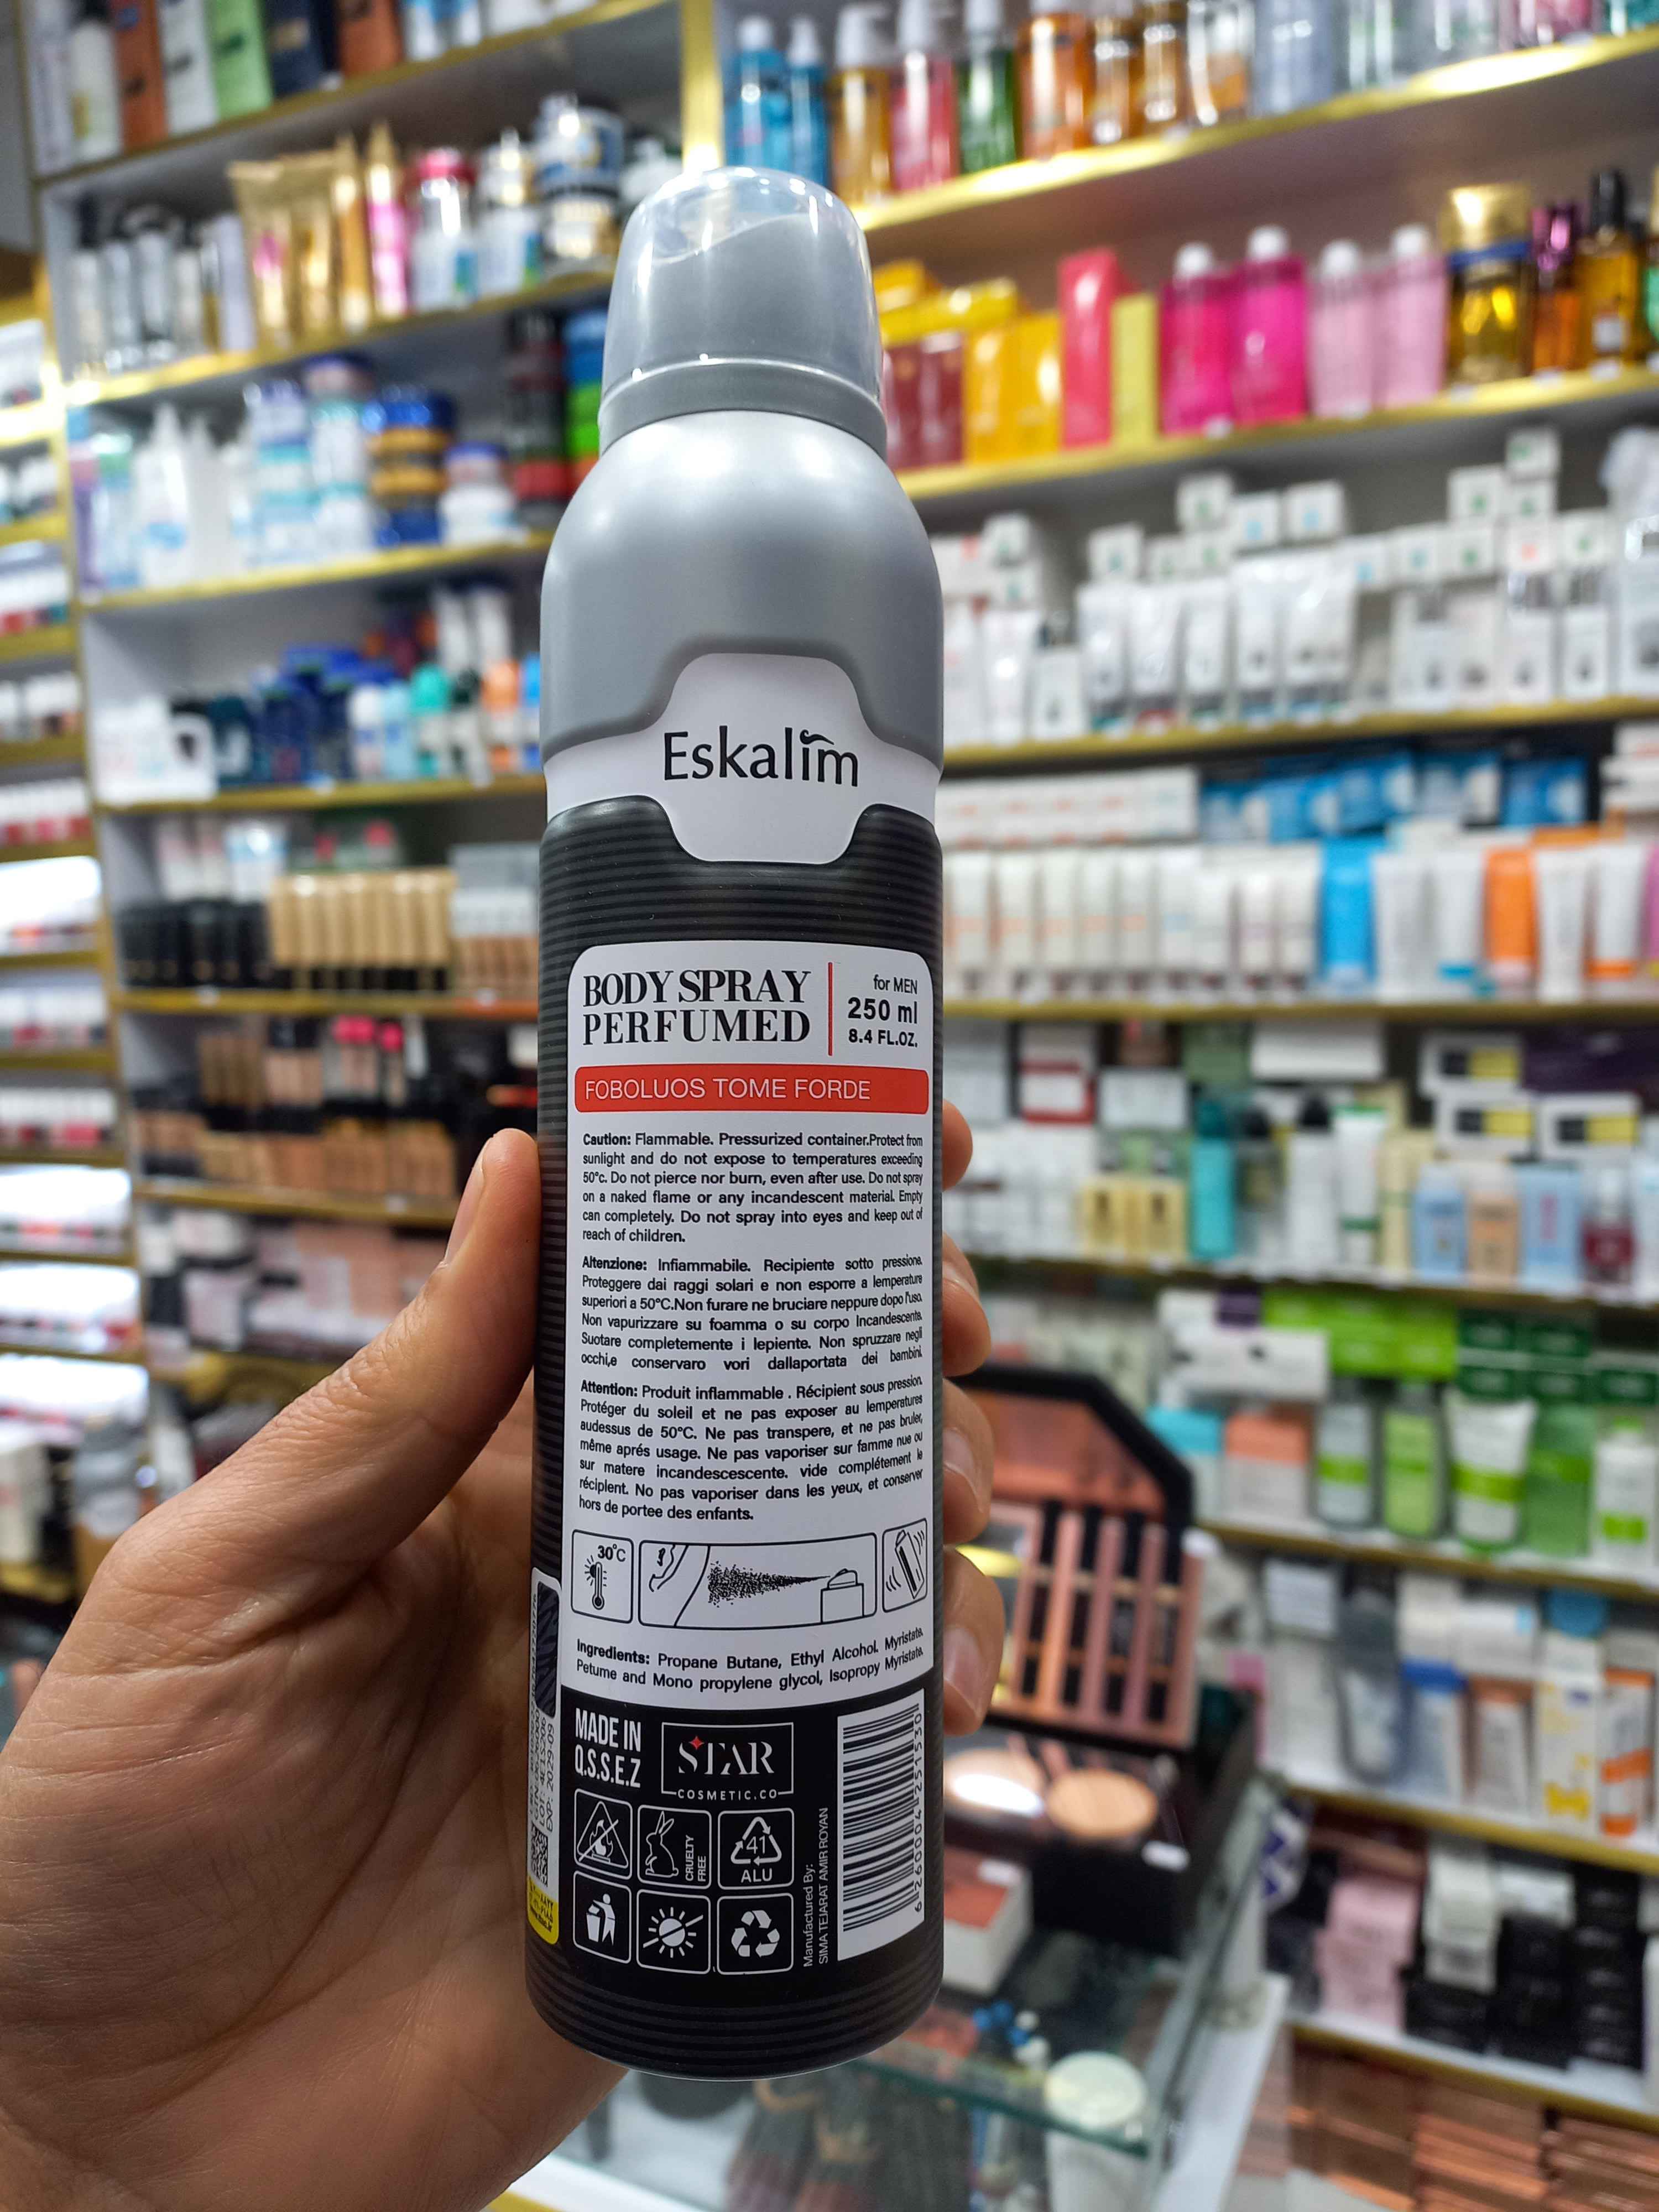 Eskalim
BODY SPRAY
PERFUMED
for MEN
250 ml
8.4 FL.OZ.
FOBOLUOS TOME FORDE
Caution: Flammable. Pressurized container.Protect from
sunlight and do not expose to temperatures exceeding
50°c. Do not pierce nor burn, even after use. Do not spray
on a naked flame or any incandescent material. Empty
can completely. Do not spray into eyes and keep out of
reach of children.
Altenzione: Infiammabile. Recipiente sotto pressione.
Proteggere dai raggi solari e non esporre a lemperature
superiori a 50°C.Non furare ne bruciare neppure dopo l'uso.
Non vapurizzare su foamma o su corpo Incandescente.
Suotare completamente i lepiente. Non spruzzare negli
occhi,e conservaro vori dallaportata dei bambini.
Attention: Produit inflammable . Récipient sous pression.
Protéger du soleil et ne pas exposer au lemperatures
audessus de 50°C. Ne pas transpere, et ne pas bruler,
même aprés usage. Ne pas vaporiser sur famme nue ou
sur matere incandescescente. vide complétement le
récipient. No pas vaporiser dans les yeux, et conserver
hors de portee des enfants.
30°C
Ingredients: Propane Butane, Ethyl Alcohol. Myristate.
Petume and Mono propylene glycol, Isopropy Myristate.
MADE IN
Q.S.S.E.Z
STAR
COSMETIC.CO
CRUELTY
FREE
41
ALU
Manufactured By:
SIMA TEJARAT AMIR ROYAN
6 260004 251530
EXP: 2029-09